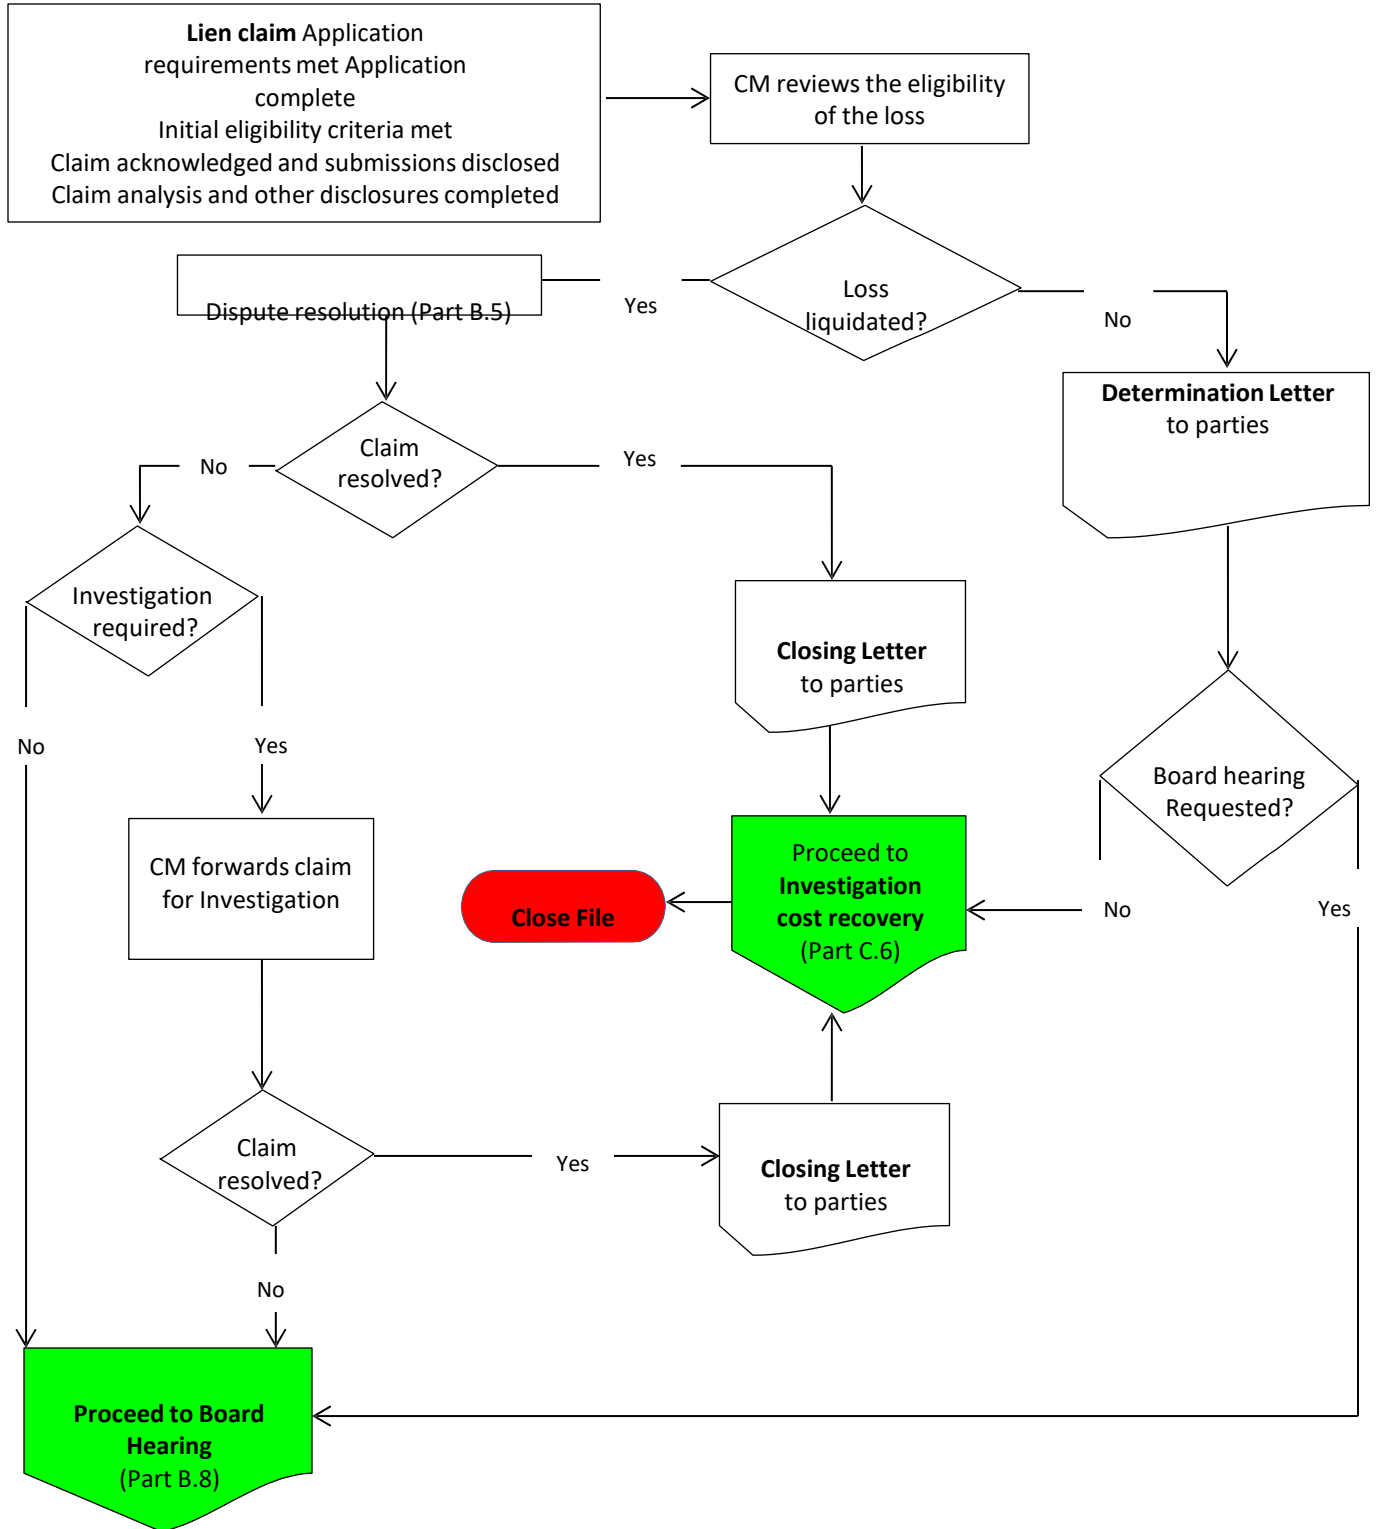 Lien claim Application
requirements met Application
complete
Initial eligibility criteria met
Claim acknowledged and submissions disclosed
Claim analysis and other disclosures completed
CM reviews the eligibility
of the loss
Loss
liquidated?
Yes
No
Dispute resolution (Part B.5)
Determination Letter
to parties
Claim
resolved?
No
Yes
Investigation
required?
Closing Letter
to parties
No
Yes
Board hearing
Requested?
CM forwards claim
for Investigation
Proceed to
Investigation
cost recovery
(Part C.6)
Close File
No
Yes
Claim
resolved?
Yes
Closing Letter
to parties
No
Proceed to Board
Hearing
(Part B.8)